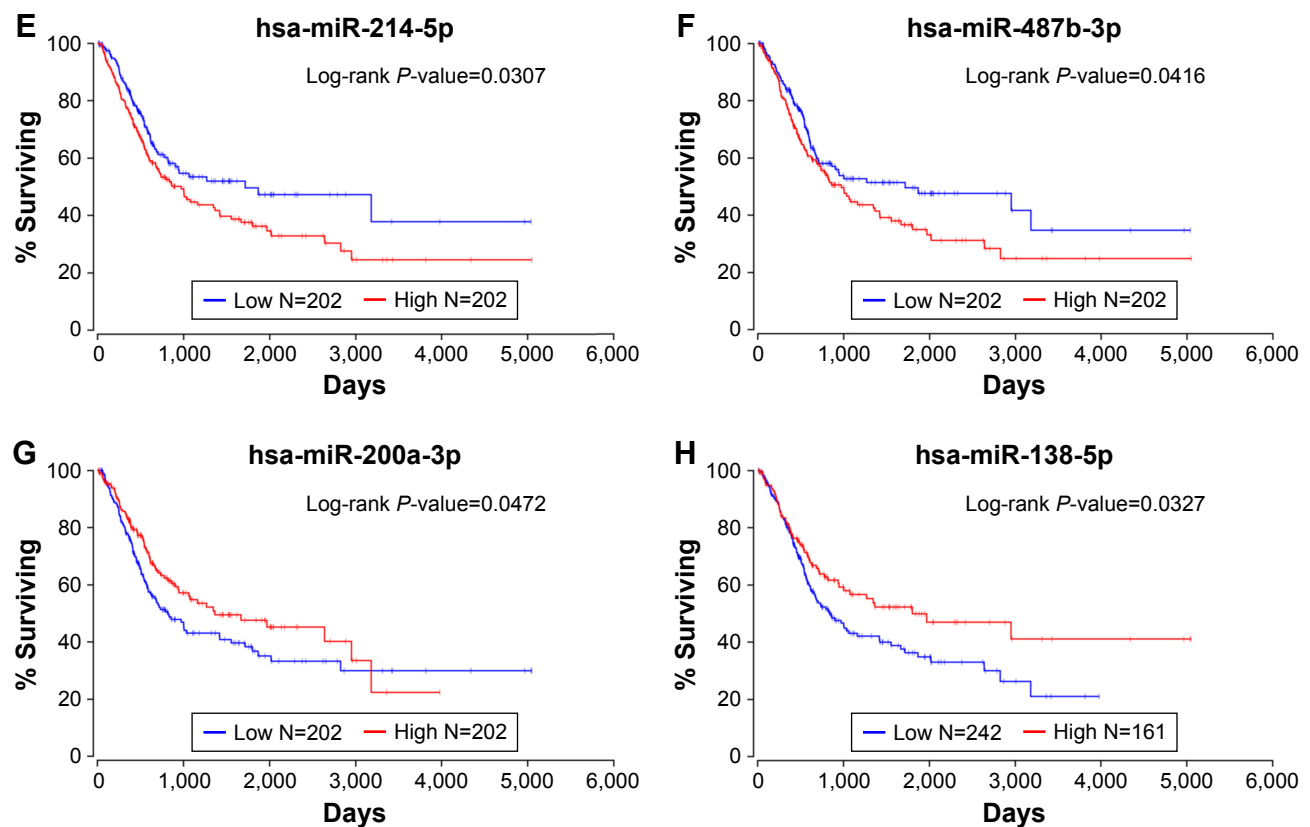 E
hsa-miR-214-5p
Log-rank P-value=0.0307
% Surviving
100
80
60
40
20
0
Low N=202 High N=202
0 1,000 2,000 3,000 4,000 5,000 6,000
Days
F
hsa-miR-487b-3p
Log-rank P-value=0.0416
% Surviving
100
80
60
40
20
0
Low N=202 High N=202
0 1,000 2,000 3,000 4,000 5,000 6,000
Days
G
hsa-miR-200a-3p
Log-rank P-value=0.0472
% Surviving
100
80
60
40
20
0
Low N=202 High N=202
0 1,000 2,000 3,000 4,000 5,000 6,000
Days
H
hsa-miR-138-5p
Log-rank P-value=0.0327
% Surviving
100
80
60
40
20
0
Low N=242 High N=161
0 1,000 2,000 3,000 4,000 5,000 6,000
Days